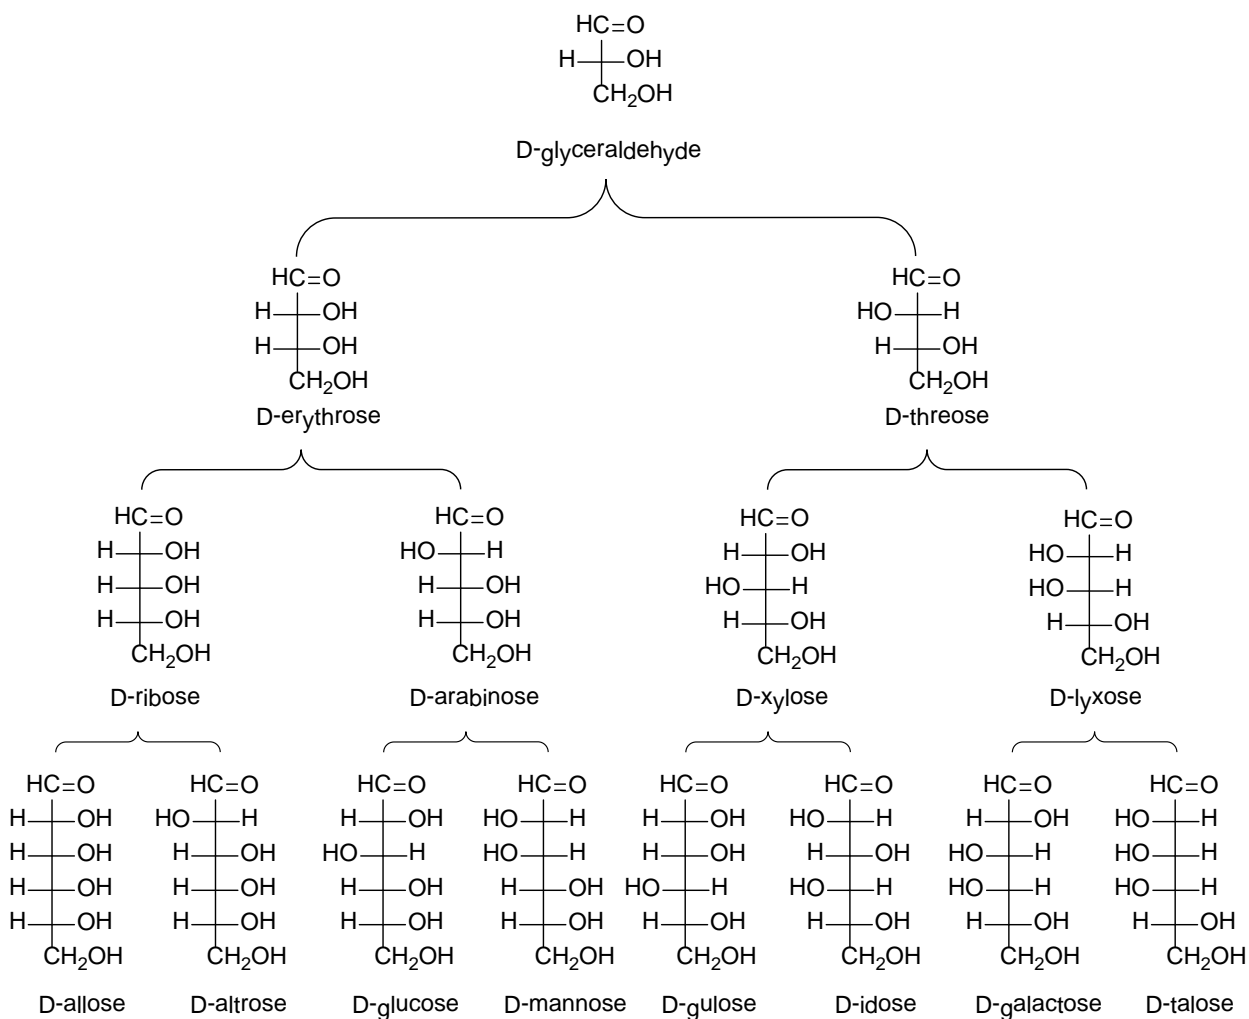 HC=O
H OH
CH2OH
D-glyceraldehyde
HC=O HC=O
H OH HO H
H OH H OH
CH2OH CH2OH
D-erythrose D-threose
HC=O HC=O HC=O HC=O
H OH HO H H OH HO H
H OH H OH HO H HO H
H OH H OH H OH H OH
CH2OH CH2OH CH2OH CH2OH
D-ribose D-arabinose D-xylose D-lyxose
HC=O HC=O HC=O HC=O HC=O HC=O HC=O HC=O
H OH HO H H OH HO H H OH HO H H OH HO H
H OH H OH HO H HO H H OH H OH HO H HO H
H OH H OH H OH H OH HO H HO H HO H HO H
H OH H OH H OH H OH H OH H OH H OH H OH
CH2OH CH2OH CH2OH CH2OH CH2OH CH2OH CH2OH CH2OH
D-allose D-altrose D-glucose D-mannose D-gulose D-idose D-galactose D-talose